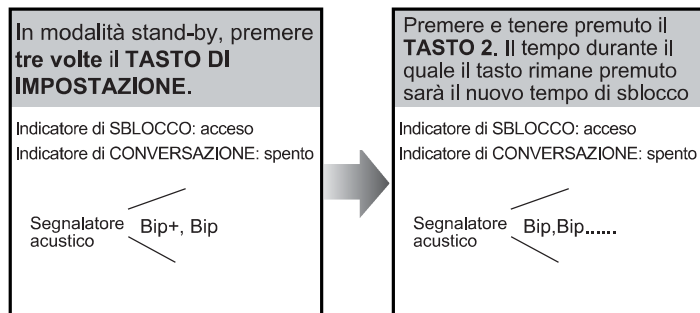 In modalità stand-by, premere
tre volte il TASTO DI
IMPOSTAZIONE.
Indicatore di SBLOCCO: acceso
Indicatore di CONVERSAZIONE: spento
Segnalatore
acustico
Bip+, Bip
Premere e tenere premuto il
TASTO 2. Il tempo durante il
quale il tasto rimane premuto
sarà il nuovo tempo di sblocco
Indicatore di SBLOCCO: acceso
Indicatore di CONVERSAZIONE: spento
Segnalatore
acustico
Bip,Bip......